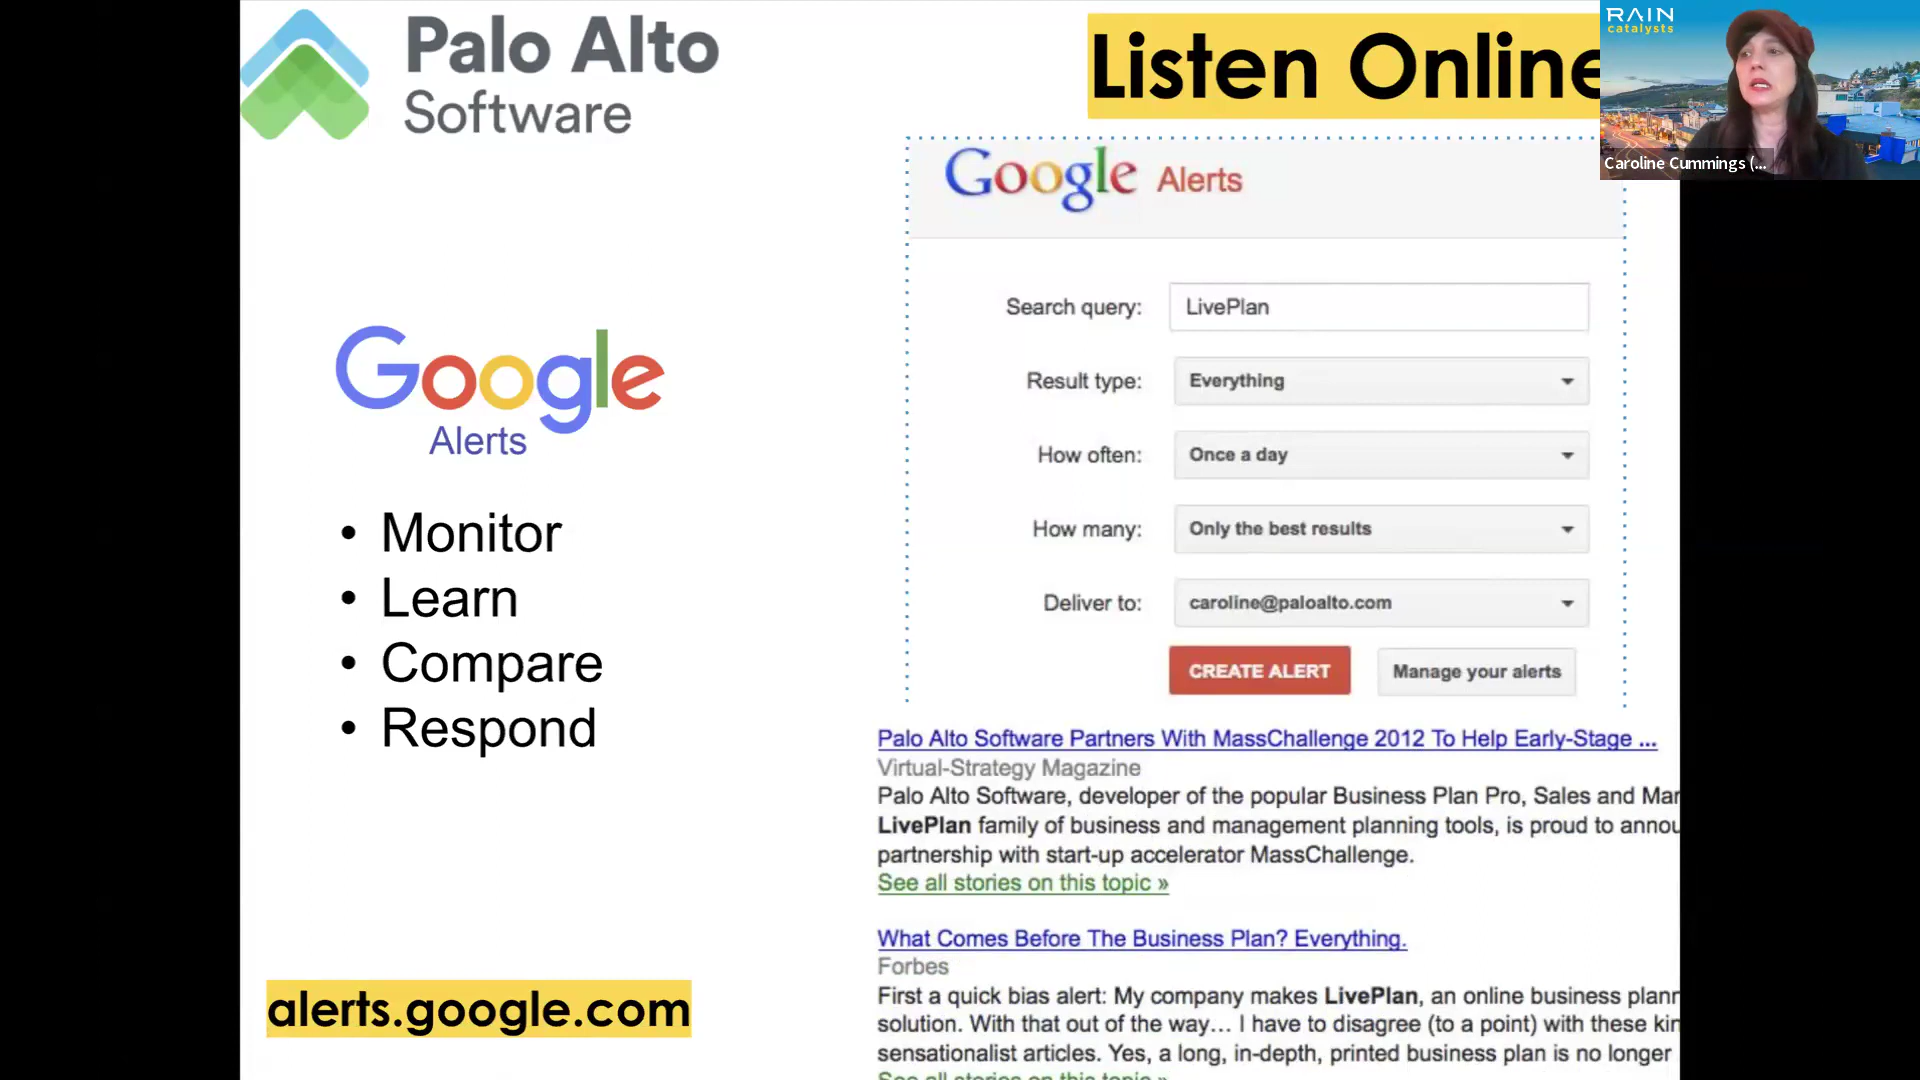 Palo Alto
Software
Listen Online
RAIN
catalysts
Caroline Cummings (...
Google Alerts
Search query: LivePlan
Result type: Everything
How often: Once a day
How many: Only the best results
Deliver to: caroline@paloalto.com
CREATE ALERT Manage your alerts
Google
Alerts
• Monitor
• Learn
• Compare
• Respond
Palo Alto Software Partners With MassChallenge 2012 To Help Early-Stage ...
Virtual-Strategy Magazine
Palo Alto Software, developer of the popular Business Plan Pro, Sales and Mar
LivePlan family of business and management planning tools, is proud to annou
partnership with start-up accelerator MassChallenge.
See all stories on this topic »
What Comes Before The Business Plan? Everything.
Forbes
First a quick bias alert: My company makes LivePlan, an online business plann
solution. With that out of the way... I have to disagree (to a point) with these kin
sensationalist articles. Yes, a long, in-depth, printed business plan is no longer
See all stories on this topic »
alerts.google.com